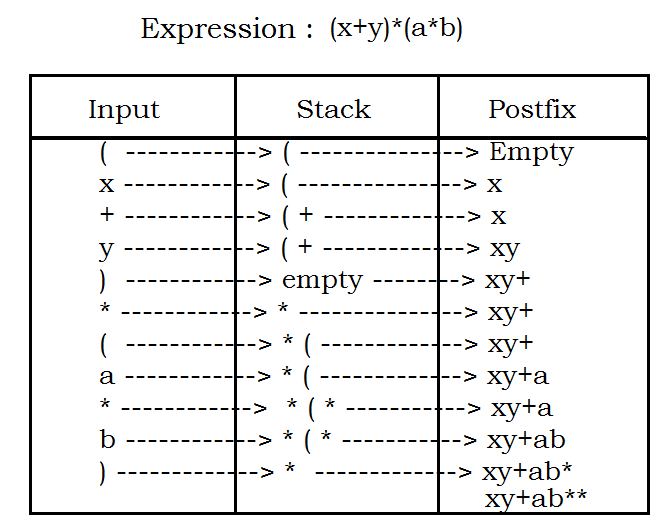 Expression : (x+y)*(a*b)
Input Stack Postfix
( ------------> ( ---------------> Empty
x ------------> ( ---------------> x
+ ------------> ( + -------------> x
y ------------> ( + -------------> xy
) ------------> empty --------> xy+
* ------------> * ---------------> xy+
( ------------> * ( -------------> xy+
a ------------> * ( -------------> xy+a
* ------------> * ( * -----------> xy+a
b ------------> * ( * -----------> xy+ab
) -------------> * -------------> xy+ab*
xy+ab**